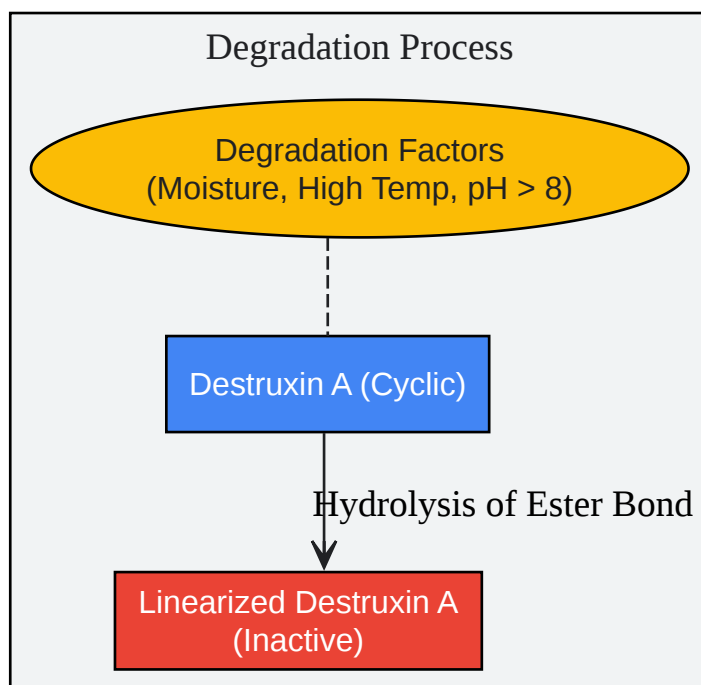 Degradation Process
Degradation Factors
(Moisture, High Temp, pH > 8)
Destruxin A (Cyclic)
Hydrolysis of Ester Bond
Linearized Destruxin A
(Inactive)